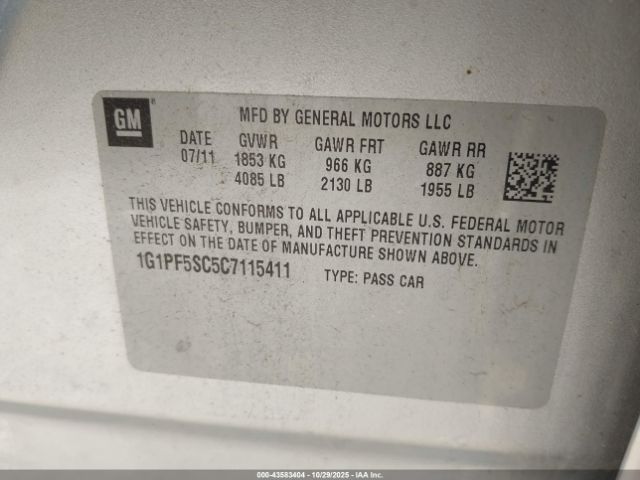 GM
MFD BY GENERAL MOTORS LLC
DATE GVWR GAWR FRT GAWR RR
07/11 1853 KG 966 KG 887 KG
4085 LB 2130 LB 1955 LB
THIS VEHICLE CONFORMS TO ALL APPLICABLE U.S. FEDERAL MOTOR
VEHICLE SAFETY, BUMPER, AND THEFT PREVENTION STANDARDS IN
EFFECT ON THE DATE OF MANUFACTURE SHOWN ABOVE.
1G1PF5SC5C7115411 TYPE: PASS CAR
000-43583404 - 10/29/2025 - IAA Inc.